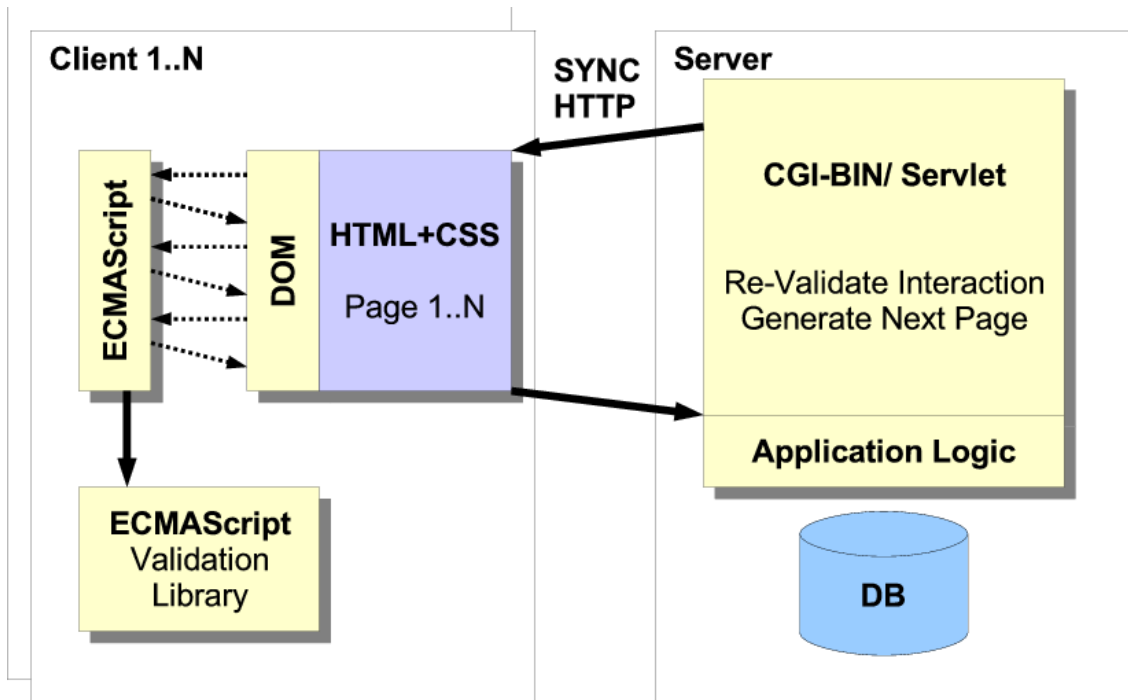 Client 1..N
SYNC
HTTP
Server
ECMAScript
DOM
HTML+CSS
Page 1..N
CGI-BIN/ Servlet
Re-Validate Interaction
Generate Next Page
Application Logic
ECMAScript
Validation
Library
DB